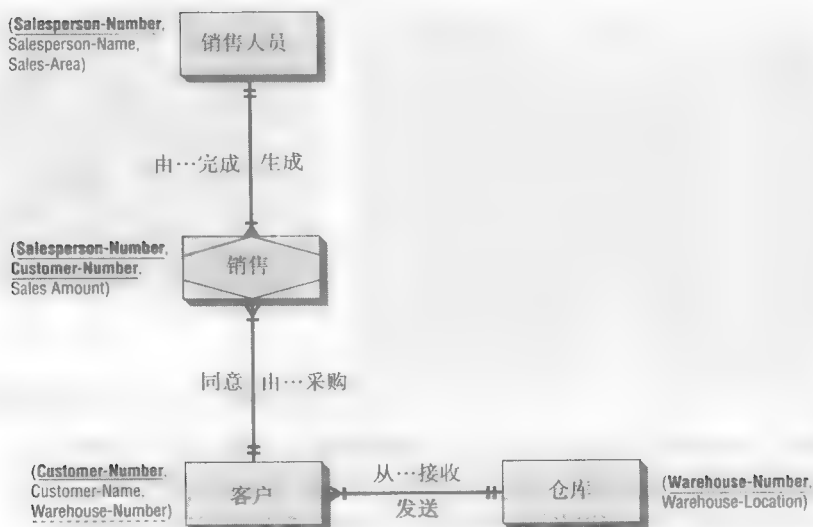 (Salesperson-Number,
Salesperson-Name,
Sales-Area)
销售人员
由…完成 生成
(Salesperson-Number,
Customer-Number,
Sales Amount)
销售
同意 由…采购
(Customer-Number,
Customer-Name,
Warehouse-Number)
客户
从…接收
发送
仓库
(Warehouse-Number,
Warehouse-Location)